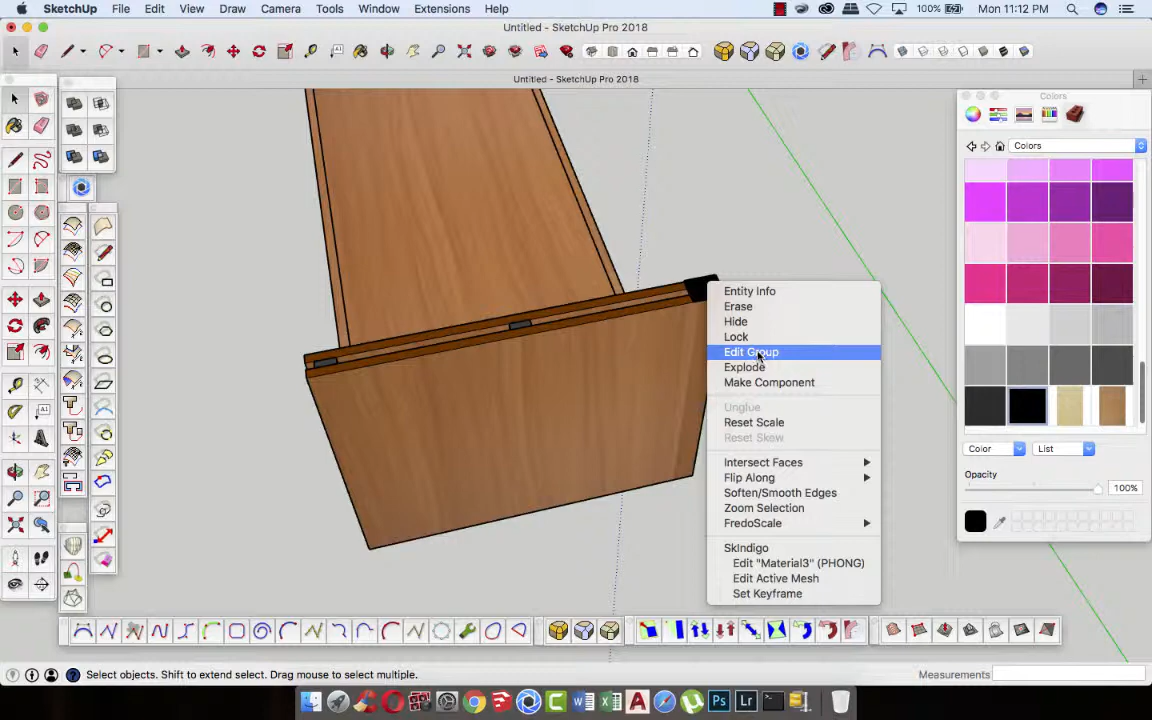 SketchUp File Edit View Draw Camera Tools Window Extensions Help 100% Mon 11:12 PM
Untitled - SketchUp Pro 2018
Untitled - SketchUp Pro 2018
Colors
Colors
Entity Info
Erase
Hide
Lock
Edit Group
Explode
Make Component
Unglue
Reset Scale
Reset Skew
Intersect Faces
Flip Along
Soften/Smooth Edges
Zoom Selection
FredoScale
SkIndigo
Edit "Material3" (PHONG)
Edit Active Mesh
Set Keyframe
Color List
Opacity
100%
Select objects. Shift to extend select. Drag mouse to select multiple. Measurements
W X A Ps Lr